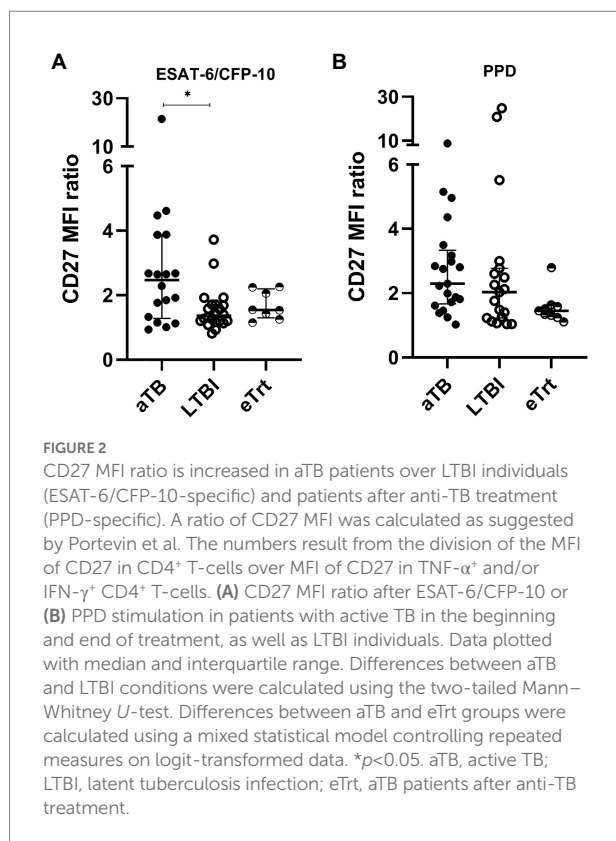 A
B
ESAT-6/CFP-10
PPD
*
30
10
6
4
2
0
CD27 MFI ratio
aTB
LTBI
eTrt
30
10
6
4
2
0
CD27 MFI ratio
aTB
LTBI
eTrt
FIGURE 2
CD27 MFI ratio is increased in aTB patients over LTBI individuals
(ESAT-6/CFP-10-specific) and patients after anti-TB treatment
(PPD-specific). A ratio of CD27 MFI was calculated as suggested
by Portevin et al. The numbers result from the division of the MFI
of CD27 in CD4⁺ T-cells over MFI of CD27 in TNF-α⁺ and/or
IFN-γ⁺ CD4⁺ T-cells. (A) CD27 MFI ratio after ESAT-6/CFP-10 or
(B) PPD stimulation in patients with active TB in the beginning
and end of treatment, as well as LTBI individuals. Data plotted
with median and interquartile range. Differences between aTB
and LTBI conditions were calculated using the two-tailed Mann–
Whitney U-test. Differences between aTB and eTrt groups were
calculated using a mixed statistical model controlling repeated
measures on logit-transformed data. *p<0.05. aTB, active TB;
LTBI, latent tuberculosis infection; eTrt, aTB patients after anti-TB
treatment.